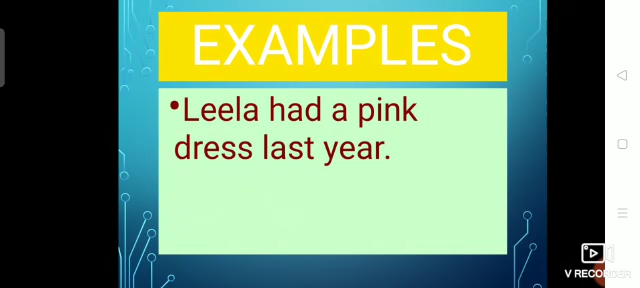 EXAMPLES
•Leela had a pink
dress last year.
V RECORDER